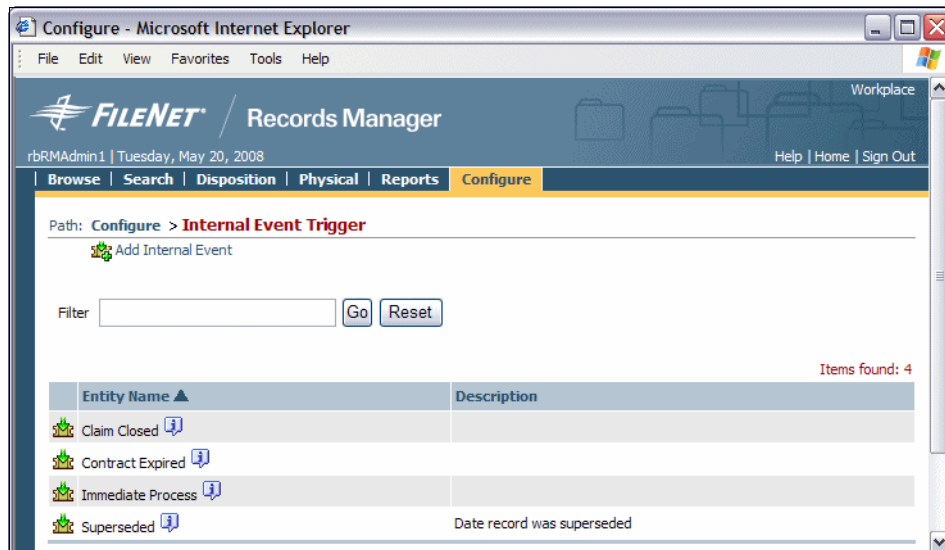 Configure - Microsoft Internet Explorer
File Edit View Favorites Tools Help
Workplace
FILENET Records Manager
rbRMAdmin1 | Tuesday, May 20, 2008 Help | Home | Sign Out
| Browse | Search | Disposition | Physical | Reports Configure
Path: Configure > Internal Event Trigger
Add Internal Event
Filter Go Reset
Items found: 4
Entity Name Description
Claim Closed
Contract Expired
Immediate Process
Superseded Date record was superseded